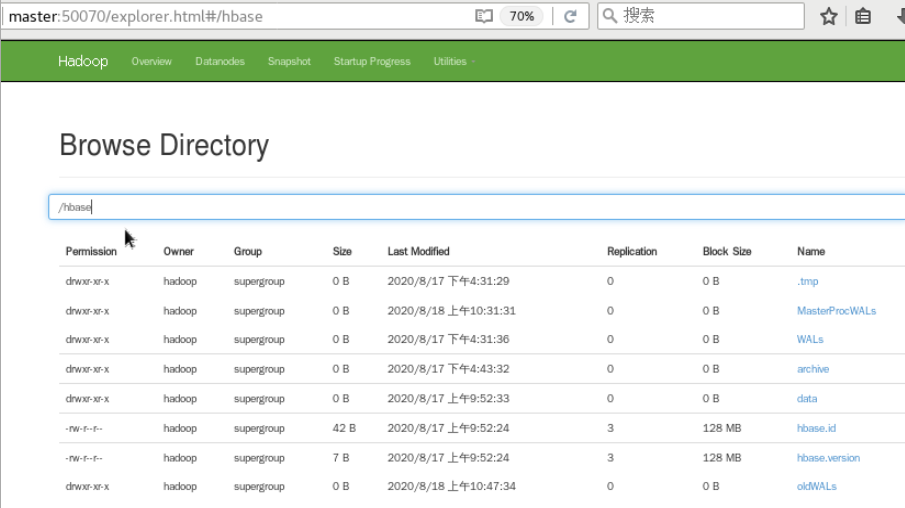 master:50070/explorer.html#/hbase 70% 搜索
Hadoop Overview Datanodes Snapshot Startup Progress Utilities
Browse Directory
/hbase
Permission Owner Group Size Last Modified Replication Block Size Name
drwxr-xr-x hadoop supergroup 0 B 2020/8/17 下午4:31:29 0 0 B .tmp
drwxr-xr-x hadoop supergroup 0 B 2020/8/18 上午10:31:31 0 0 B MasterProcWALs
drwxr-xr-x hadoop supergroup 0 B 2020/8/17 下午4:31:36 0 0 B WALs
drwxr-xr-x hadoop supergroup 0 B 2020/8/17 下午4:43:32 0 0 B archive
drwxr-xr-x hadoop supergroup 0 B 2020/8/17 上午9:52:33 0 0 B data
-rw-r--r-- hadoop supergroup 42 B 2020/8/17 上午9:52:24 3 128 MB hbase.id
-rw-r--r-- hadoop supergroup 7 B 2020/8/17 上午9:52:24 3 128 MB hbase.version
drwxr-xr-x hadoop supergroup 0 B 2020/8/18 上午10:47:34 0 0 B oldWALs